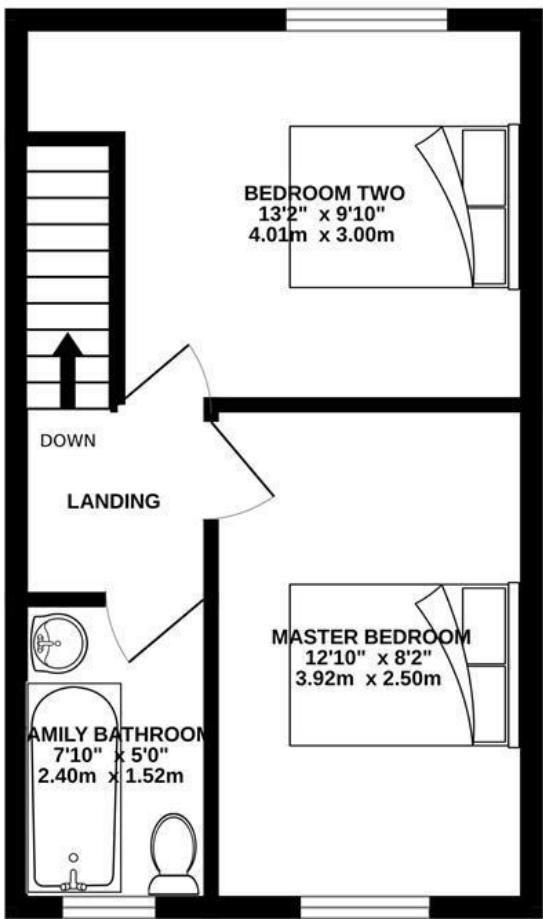 BEDROOM TWO
13'2" x 9'10"
4.01m x 3.00m
DOWN
LANDING
MASTER BEDROOM
12'10" x 8'2"
3.92m x 2.50m
AMILY BATHROOM
7'10" x 5'0"
2.40m x 1.52m